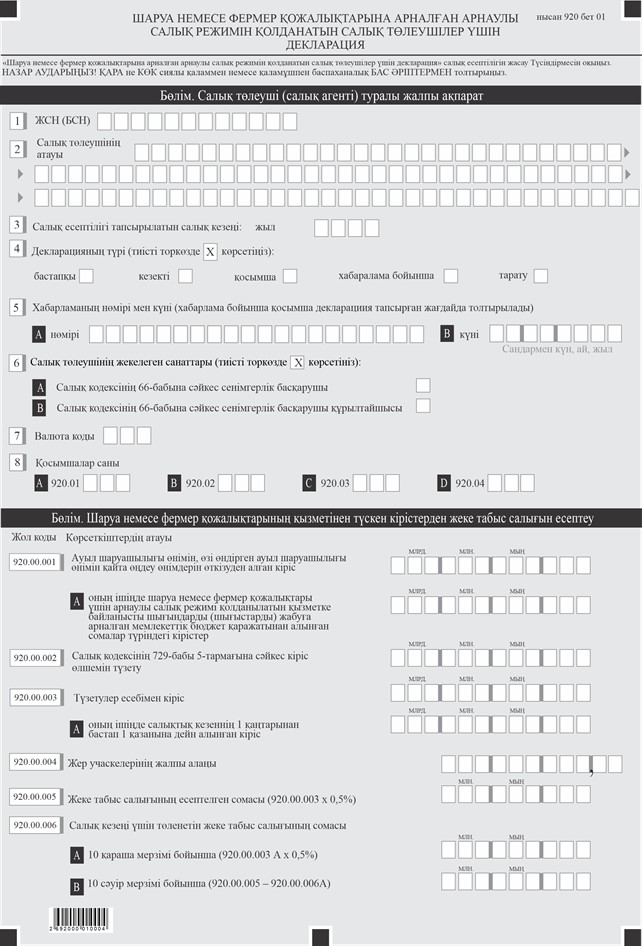 ШАРУА НЕМЕСЕ ФЕРМЕР ҚОЖАЛЫҚТАРЫНА АРНАЛҒАН АРНАУЛЫ
САЛЫҚ РЕЖИМІН ҚОЛДАНАТЫН САЛЫҚ ТӨЛЕУШІЛЕР ҮШІН
ДЕКЛАРАЦИЯ
нысан 920 бет 01
«Шаруа немесе фермер қожалықтарына арналған арнаулы салық режимін қолданатын салық төлеушілер үшін декларация» салық есептілігін жасау Түсіндірмесін оқыңыз.
НАЗАР АУДАРЫҢЫЗ! ҚАРА не КӨК сиялы қаламмен немесе қаламұшпен баспаханалық БАС ӘРІПТЕРМЕН толтырыңыз.
Бөлім. Салық төлеуші (салық агенті) туралы жалпы ақпарат
1 ЖСН (БСН)
2 Салық төлеушінің
атауы
3 Салық есептілігі тапсырылатын салық кезеңі: жыл
4 Декларацияның түрі (тиісті торкөзде X көрсетіңіз):
бастапқы кезекті қосымша хабаралама бойынша тарату
5 Хабарламаның нөмірі мен күні (хабарлама бойынша қосымша декларациия тапсырған жағдайда толтырылады)
A нөмірі B күні
Сандармен күн, ай, жыл
6 Салық төлеушінің жекелеген санаттары (тиісті торкөзде X көрсетініз):
A Салық кодексінің 66-бабына сәйкес сенімгерлік басқарушы
B Салық кодексінің 66-бабына сәйкес сенімгерлік басқарушы құрылтайшысы
7 Валюта коды
8 Қосымшалар саны
A 920.01 B 920.02 C 920.03 D 920.04
Бөлім. Шаруа немесе фермер қожалықтарының қызметінен түскен кірістерден жеке табыс салығын есептеу
Жол коды Көрсеткіштердің атауы
920.00.001 Ауыл шаруашылығы өнімін, өзі өндірген ауыл шаруашылығы
өнімін қайта өңдеу өнімдерін өткізуден алған кіріс
МЛРД. МЛН. МЫҢ
A оның ішінде шаруа немесе фермер қожалықтары
үшін арнаулы салық режимі қолданылатын қызметке
байланысты шығындарды (шығыстарды) жабуға
арналған мемлекеттік бюджет қаражатынан алынған
сомалар түріндегі кірістер
МЛРД. МЛН. МЫҢ
920.00.002 Салық кодексінің 729-бабы 5-тармағына сәйкес кіріс
өлшемін түзету
МЛРД. МЛН. МЫҢ
920.00.003 Түзетулер есебімен кіріс
МЛРД. МЛН. МЫҢ
A оның ішінде салықтық кезеннің 1 қаңтарынан
бастап 1 қазанына дейн алынған кіріс
МЛРД. МЛН. МЫҢ
920.00.004 Жер учаскелерінің жалпы алаңы
,
920.00.005 Жеке табыс салығының есептелген сомасы (920.00.003 х 0,5%)
МЛН. МЫҢ
920.00.006 Салық кезеңі үшін төленетін жеке табыс салығының сомасы
A 10 қараша мерзімі бойынша (920.00.003 А х 0,5%)
МЛН. МЫҢ
B 10 сәуір мерзімі бойынша (920.00.005 – 920.00.006А)
МЛН. МЫҢ
2 692000 010004